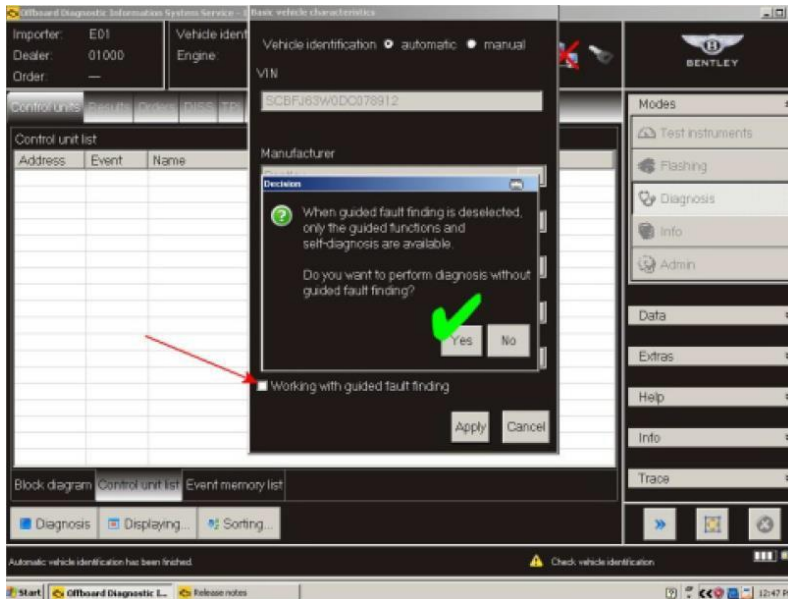 Offboard Diagnostic Information System Service -
Basic vehicle characteristics
Importer: E01
Dealer: 01000
Order: —
Vehicle ident
Engine:
Vehicle identification automatic manual
VIN
SCBFJ63W0DC078912
Manufacturer
BENTLEY
Control units Results Orders DISS TPI
Control unit list
Address Event Name
Decision
When guided fault finding is deselected,
only the guided functions and
self-diagnosis are available.
Do you want to perform diagnosis without
guided fault finding?
Yes No
Working with guided fault finding
Apply Cancel
Modes
Test instruments
Flashing
Diagnosis
Info
Admin
Data
Extras
Help
Info
Trace
Block diagram Control unit list Event memory list
Diagnosis Displaying... Sorting...
Automatic vehicle identification has been finished.
Check vehicle identification
Start Offboard Diagnostic I... Release notes 12:47 P